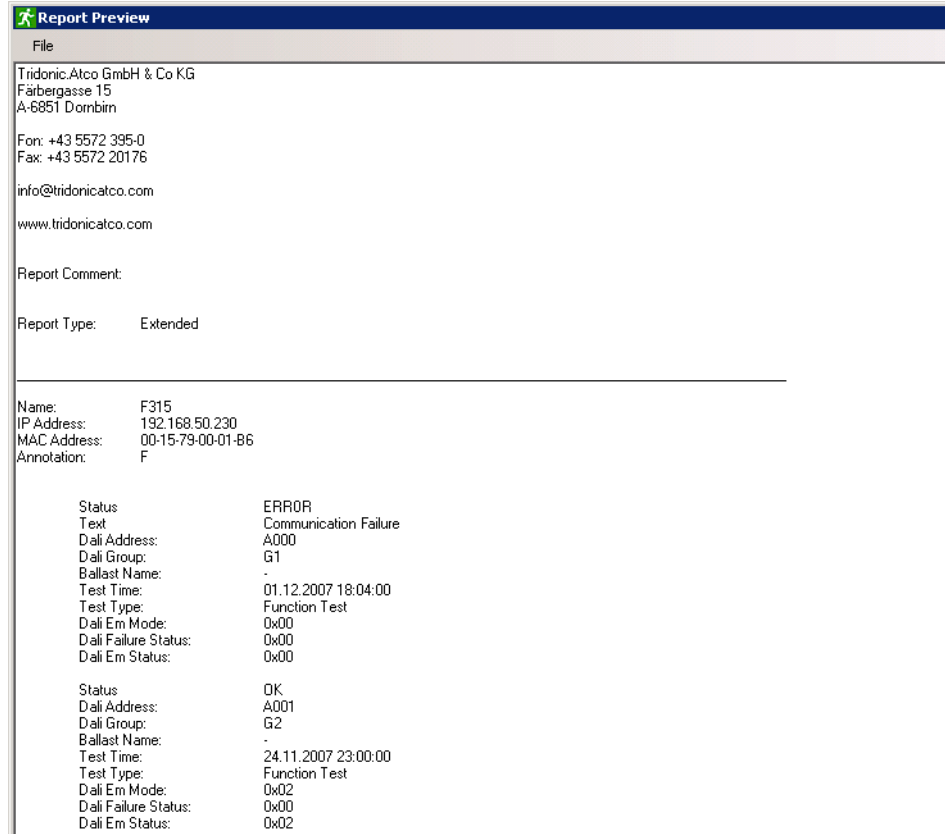 Report Preview
File
Tridonic.Atco GmbH & Co KG
Färbergasse 15
A-6851 Dornbirn
Fon: +43 5572 395-0
Fax: +43 5572 20176
info@tridonicatco.com
www.tridonicatco.com
Report Comment:
Report Type: Extended
Name: F315
IP Address: 192.168.50.230
MAC Address: 00-15-79-00-01-B6
Annotation: F
Status ERROR
Text Communication Failure
Dali Address: A000
Dali Group: G1
Ballast Name: -
Test Time: 01.12.2007 18:04:00
Test Type: Function Test
Dali Em Mode: 0x00
Dali Failure Status: 0x00
Dali Em Status: 0x00
Status OK
Dali Address: A001
Dali Group: G2
Ballast Name: -
Test Time: 24.11.2007 23:00:00
Test Type: Function Test
Dali Em Mode: 0x02
Dali Failure Status: 0x00
Dali Em Status: 0x02